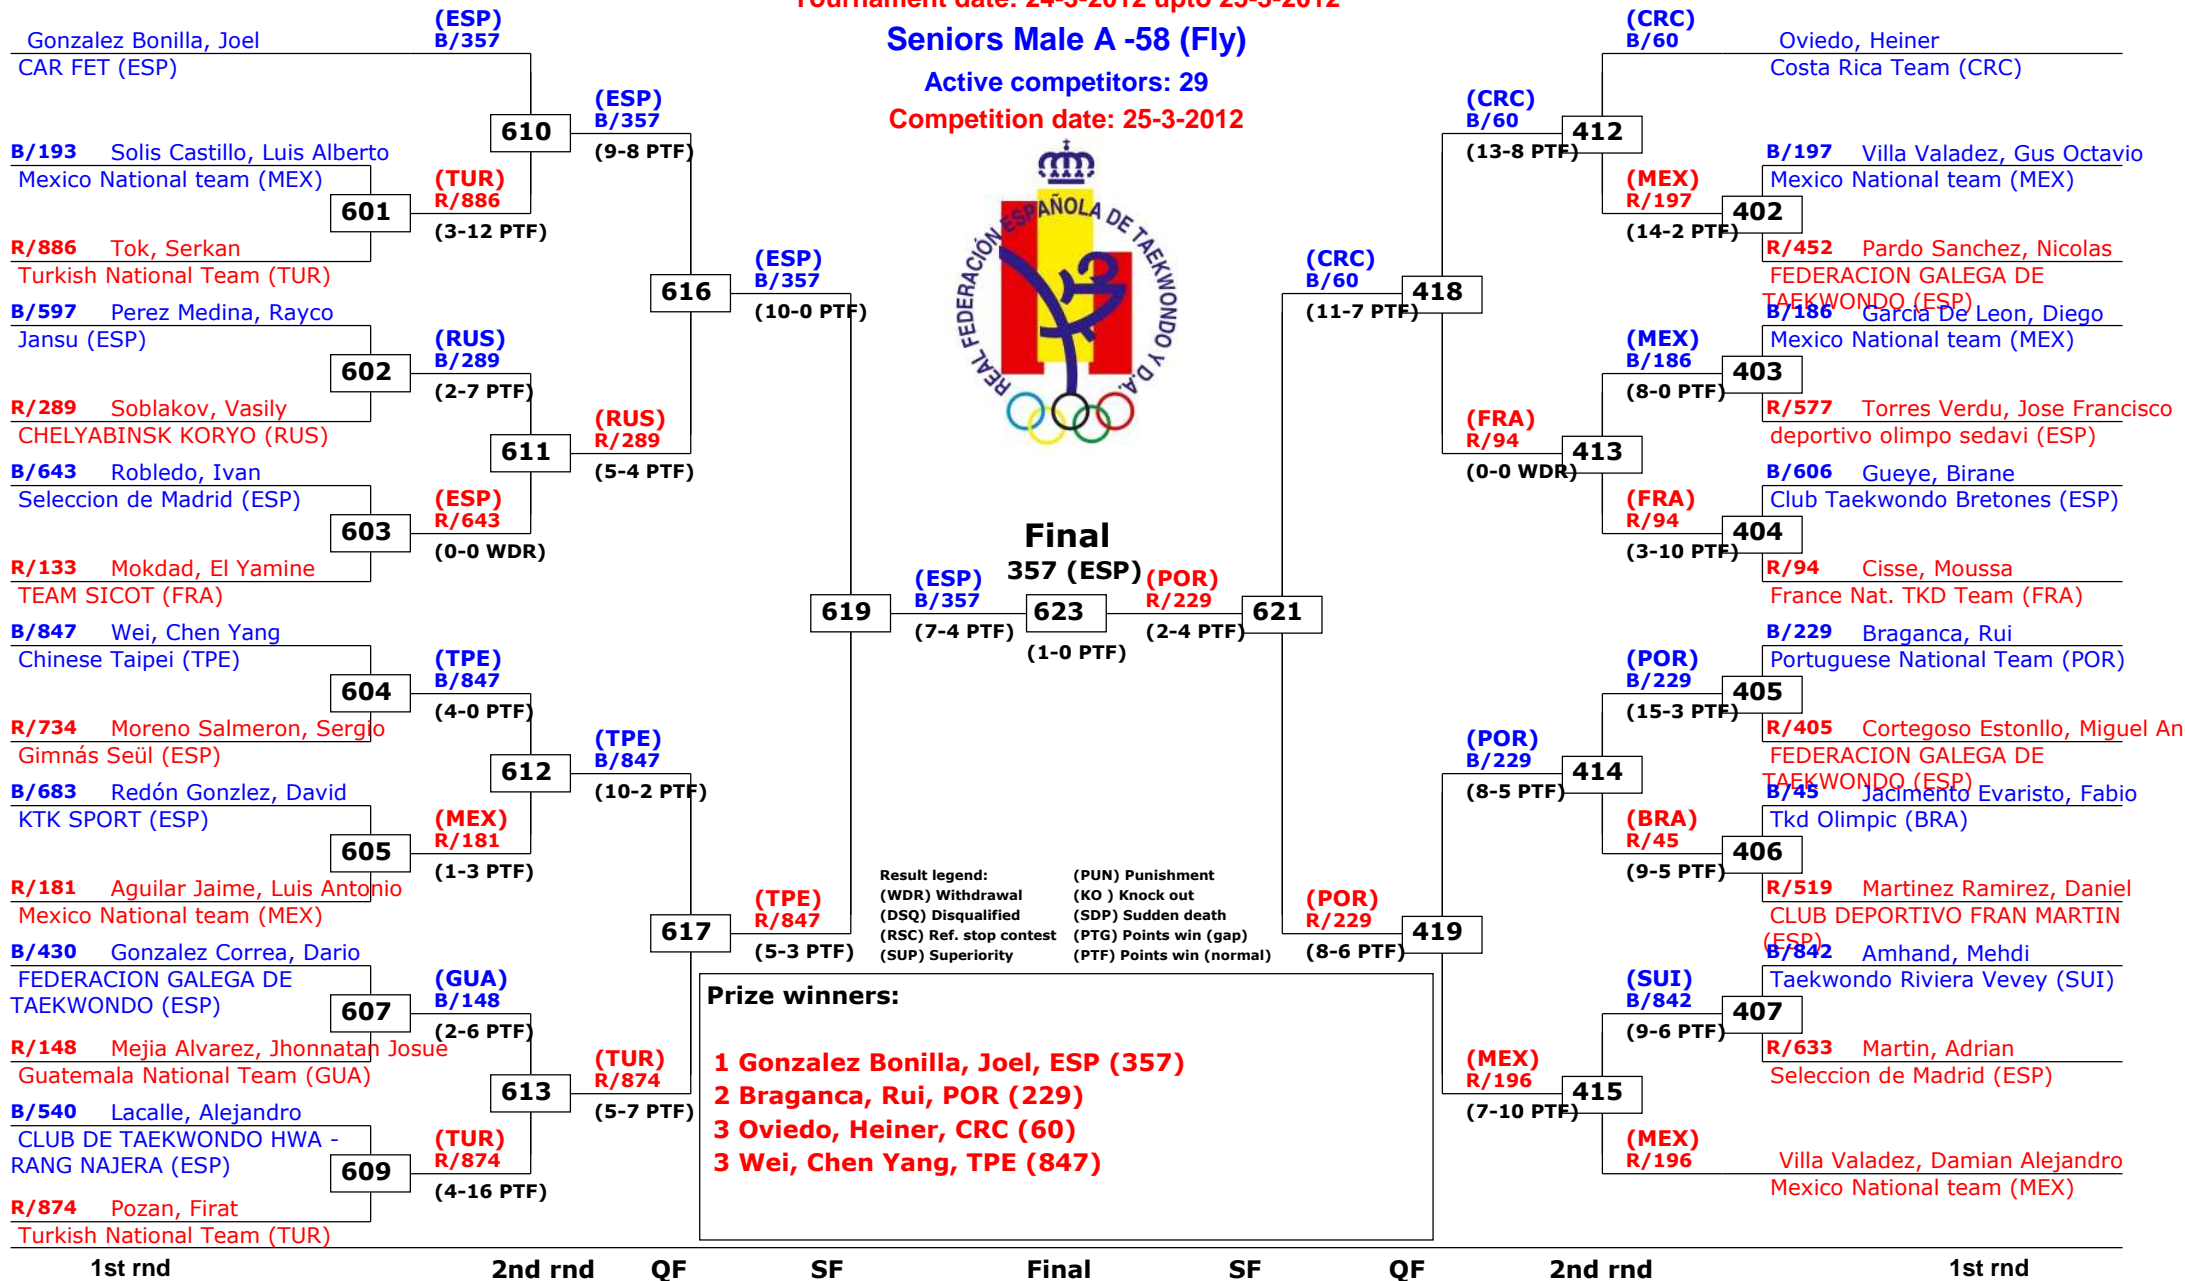 Tournament date: 24-3-2012 upto 25-3-2012
Seniors Male A -58 (Fly)
Active competitors: 29
Competition date: 25-3-2012
REAL FEDERACIÓN ESPAÑOLA DE TAEKWONDO Y D.A.
Gonzalez Bonilla, Joel
CAR FET (ESP)
B/193 Solis Castillo, Luis Alberto
Mexico National team (MEX)
601
R/886 Tok, Serkan
Turkish National Team (TUR)
B/597 Perez Medina, Rayco
Jansu (ESP)
602
R/289 Soblakov, Vasily
CHELYABINSK KORYO (RUS)
B/643 Robledo, Ivan
Seleccion de Madrid (ESP)
603
R/133 Mokdad, El Yamine
TEAM SICOT (FRA)
B/847 Wei, Chen Yang
Chinese Taipei (TPE)
604
R/734 Moreno Salmeron, Sergio
Gimnás Seül (ESP)
B/683 Redón Gonzlez, David
KTK SPORT (ESP)
605
R/181 Aguilar Jaime, Luis Antonio
Mexico National team (MEX)
B/430 Gonzalez Correa, Dario
FEDERACION GALEGA DE
TAEKWONDO (ESP)
607
R/148 Mejia Alvarez, Jhonnatan Josue
Guatemala National Team (GUA)
B/540 Lacalle, Alejandro
CLUB DE TAEKWONDO HWA -
RANG NAJERA (ESP)
609
R/874 Pozan, Firat
Turkish National Team (TUR)
(ESP)
B/357
610
(TUR)
R/886
(3-12 PTF)
(RUS)
B/289
(2-7 PTF)
611
(ESP)
R/643
(0-0 WDR)
(TPE)
B/847
(4-0 PTF)
612
(MEX)
R/181
(1-3 PTF)
(GUA)
B/148
(2-6 PTF)
613
(TUR)
R/874
(4-16 PTF)
(ESP)
B/357
(9-8 PTF)
616
(RUS)
R/289
(5-4 PTF)
(TPE)
B/847
(10-2 PTF)
617
(TUR)
R/874
(5-7 PTF)
(ESP)
B/357
(10-0 PTF)
619
(TPE)
R/847
(5-3 PTF)
(ESP)
B/357
(7-4 PTF)
Final
357 (ESP)
623
(1-0 PTF)
(POR)
R/229
(2-4 PTF)
621
(CRC)
B/60
(11-7 PTF)
418
(POR)
R/229
(8-6 PTF)
419
(CRC)
B/60
(13-8 PTF)
412
(FRA)
R/94
(0-0 WDR)
413
(POR)
B/229
(8-5 PTF)
414
(MEX)
R/196
(7-10 PTF)
415
(CRC)
B/60
(MEX)
R/197
(14-2 PTF)
(MEX)
B/186
(8-0 PTF)
(FRA)
R/94
(3-10 PTF)
(POR)
B/229
(15-3 PTF)
(BRA)
R/45
(9-5 PTF)
(SUI)
B/842
(9-6 PTF)
(MEX)
R/196
Oviedo, Heiner
Costa Rica Team (CRC)
B/197 Villa Valadez, Gus Octavio
Mexico National team (MEX)
402
R/452 Pardo Sanchez, Nicolas
FEDERACION GALEGA DE
TAEKWONDO (ESP)
B/186 Garcia De Leon, Diego
Mexico National team (MEX)
403
R/577 Torres Verdu, Jose Francisco
deportivo olimpo sedavi (ESP)
B/606 Gueye, Birane
Club Taekwondo Bretones (ESP)
404
R/94 Cisse, Moussa
France Nat. TKD Team (FRA)
B/229 Braganca, Rui
Portuguese National Team (POR)
405
R/405 Cortegoso Estonllo, Miguel An
FEDERACION GALEGA DE
TAEKWONDO (ESP)
B/45 Jacimento Evaristo, Fabio
Tkd Olimpic (BRA)
406
R/519 Martinez Ramirez, Daniel
CLUB DEPORTIVO FRAN MARTIN
(ESP)
B/842 Amhand, Mehdi
Taekwondo Riviera Vevey (SUI)
407
R/633 Martin, Adrian
Seleccion de Madrid (ESP)
Villa Valadez, Damian Alejandro
Mexico National team (MEX)
Result legend: (PUN) Punishment
(WDR) Withdrawal (KO ) Knock out
(DSQ) Disqualified (SDP) Sudden death
(RSC) Ref. stop contest (PTG) Points win (gap)
(SUP) Superiority (PTF) Points win (normal)
Prize winners:
1 Gonzalez Bonilla, Joel, ESP (357)
2 Braganca, Rui, POR (229)
3 Oviedo, Heiner, CRC (60)
3 Wei, Chen Yang, TPE (847)
1st rnd 2nd rnd QF SF Final SF QF 2nd rnd 1st rnd